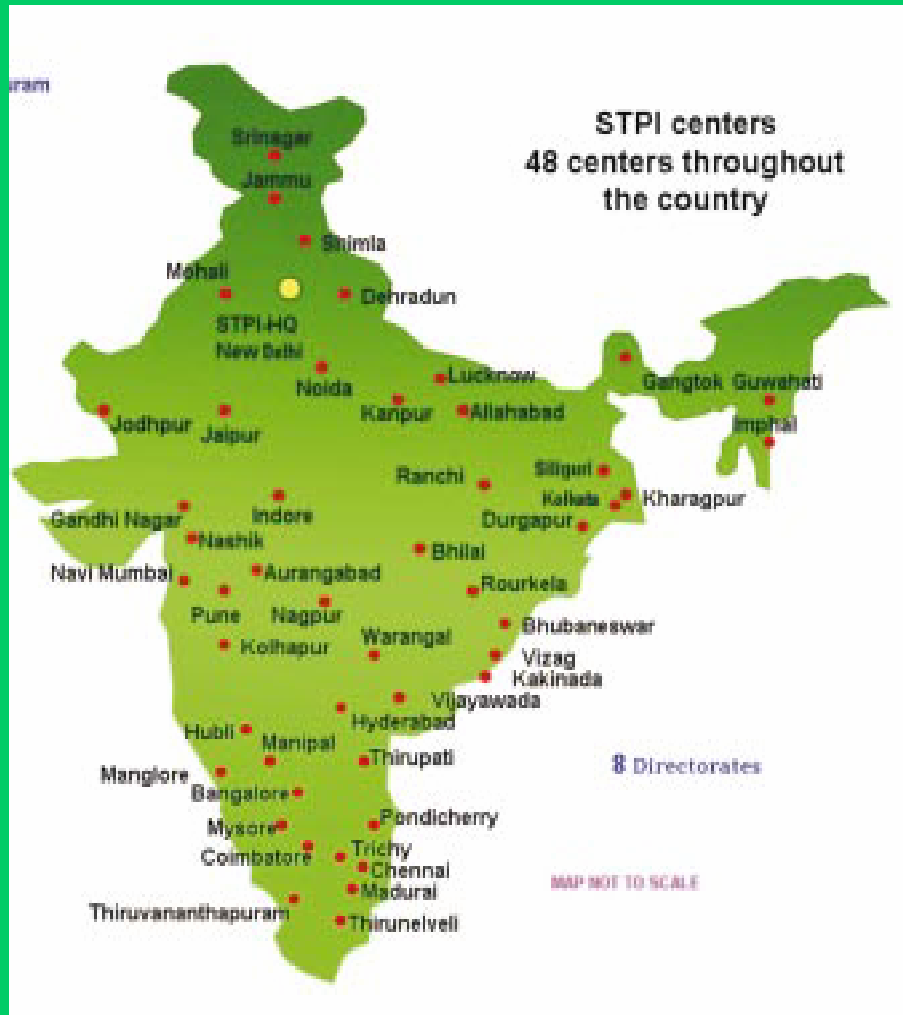 uram
STPI centers
48 centers throughout
the country
Srinagar
Jammu
Shimla
Mohali
Dehradun
STPI-HQ
New Delhi
Noida
Lucknow
Kanpur
Allahabad
Gangtok
Guwahati
Imphal
Jodhpur
Jaipur
Ranchi
Siliguri
Kolkata
Kharagpur
Durgapur
Gandhi Nagar
Indore
Nashik
Bhilai
Navi Mumbai
Aurangabad
Rourkela
Pune
Nagpur
Bhubaneswar
Kolhapur
Warangal
Vizag
Kakinada
Vijayawada
Hyderabad
Hubli
Manipal
Thirupati
8 Directorates
Manglore
Bangalore
Mysore
Pondicherry
Coimbatore
Trichy
Chennai
MAP NOT TO SCALE
Madurai
Thiruvananthapuram
Thirunelveli